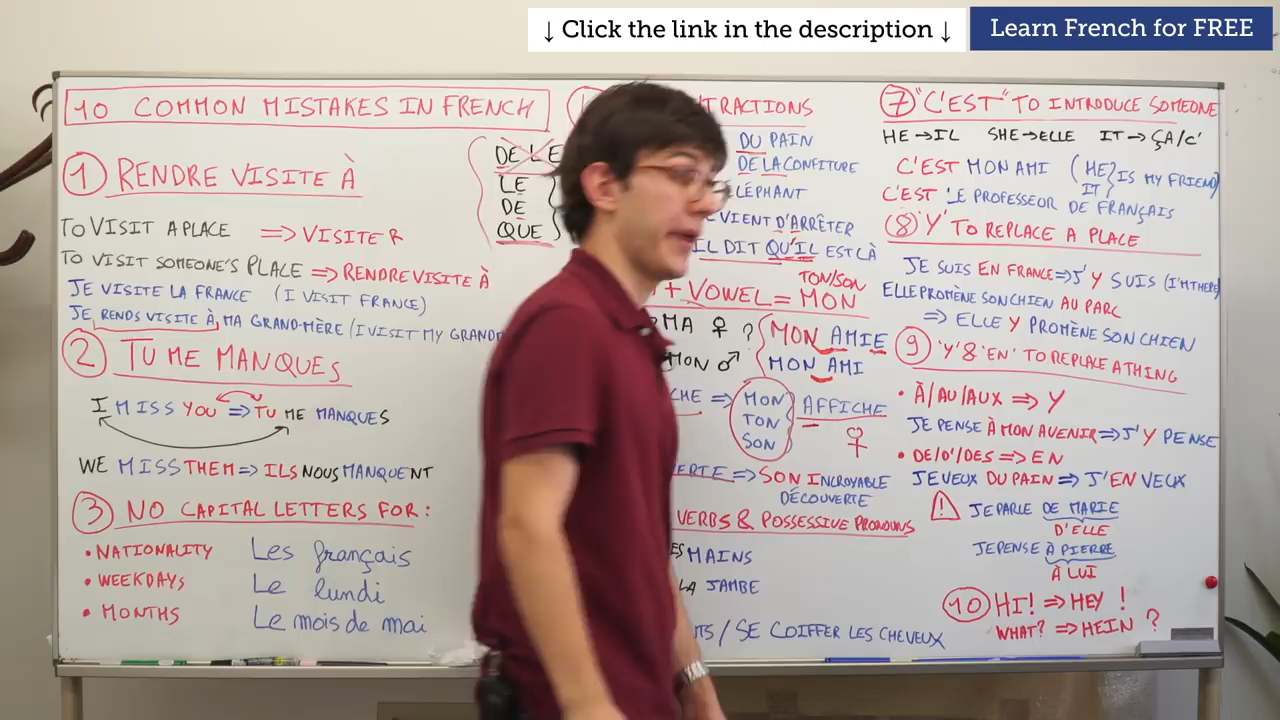 ↓ Click the link in the description ↓
Learn French for FREE
10 COMMON MISTAKES IN FRENCH
1 RENDRE VISITE À
TO VISIT A PLACE => VISITER
TO VISIT SOMEONE'S PLACE => RENDRE VISITE À
JE VISITE LA FRANCE (I VISIT FRANCE)
JE RENDS VISITE À MA GRAND-MÈRE (I VISIT MY GRAND
2 TU ME MANQUES
I MISS YOU => TU ME MANQUES
WE MISS THEM => ILS NOUS MANQUENT
3 NO CAPITAL LETTERS FOR:
• NATIONALITY Les français
• WEEKDAYS Le lundi
• MONTHS Le mois de mai
DE LE
LE
DE
QUE
TRACTIONS
DU PAIN
DE LA CONFITURE
LÉPHANT
VIENT D'ARRÊTER
IL DIT QU'IL EST LÀ
+ VOWEL = MON
TON/SON
MA ♀ ?
MON ♂
MON AMIE
MON AMI
CHE =>
MON
TON
SON
AFFICHE
♀
ERTE => SON INCROYABLE
DÉCOUVERTE
VERBS & POSSESSIVE PRONOUNS
ES MAINS
LA JAMBE
TS / SE COIFFER LES CHEVEUX
7 "C'EST" TO INTRODUCE SOMEONE
HE → IL SHE → ELLE IT → ÇA/C'
C'EST MON AMI (HE IS MY FRIEND)
IT
C'EST LE PROFESSEUR DE FRANÇAIS
8 'Y' TO REPLACE A PLACE
JE SUIS EN FRANCE => J'Y SUIS (I'M THERE)
ELLE PROMÈNE SON CHIEN AU PARC
=> ELLE Y PROMÈNE SON CHIEN
9 'Y' & 'EN' TO REPLACE A THING
• À/AU/AUX => Y
JE PENSE À MON AVENIR => J'Y PENSE
• DE/D'/DES => EN
JE VEUX DU PAIN => J'EN VEUX
! JE PARLE DE MARIE
D'ELLE
JE PENSE À PIERRE
À LUI
10 HI! => HEY !
WHAT? => HEIN ?